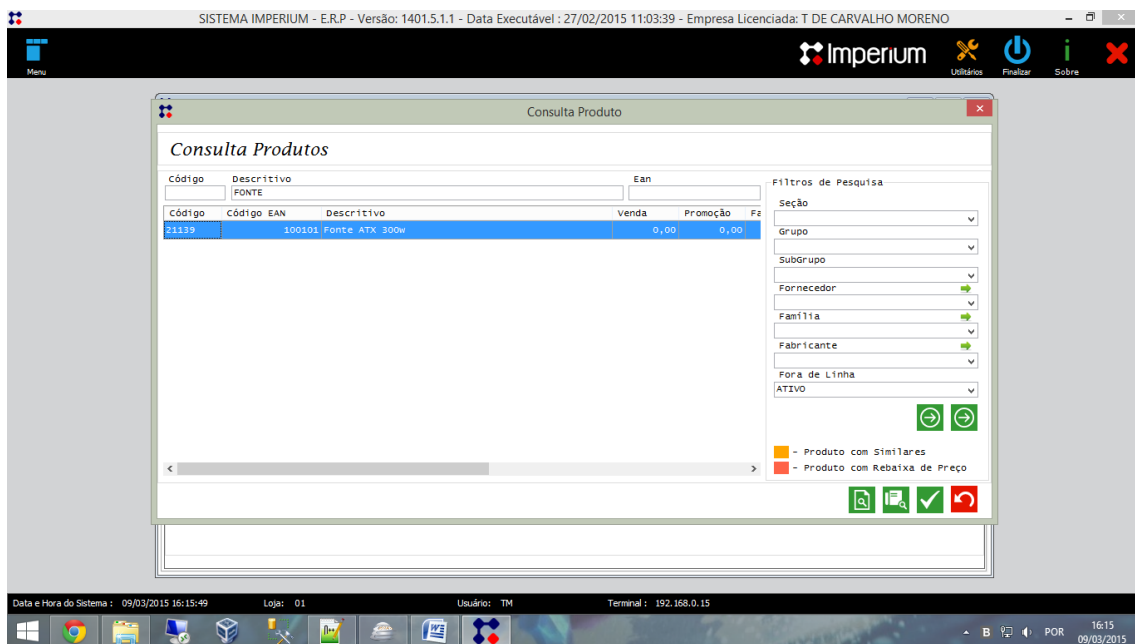 SISTEMA IMPERIUM - E.R.P - Versão: 1401.5.1.1 - Data Executável : 27/02/2015 11:03:39 - Empresa Licenciada: T DE CARVALHO MORENO
Menu
Imperium
Utilitários
Finalizar
Sobre
Consulta Produto
Consulta Produtos
Código Descritivo Ean
FONTE
Código Código EAN Descritivo Venda Promoção Fa
21139 100101 Fonte ATX 300w 0,00 0,00
Filtros de Pesquisa
Seção
Grupo
SubGrupo
Fornecedor
Família
Fabricante
Fora de Linha
ATIVO
- Produto com Similares
- Produto com Rebaixa de Preço
Data e Hora do Sistema : 09/03/2015 16:15:49 Loja: 01 Usuário: TM Terminal : 192.168.0.15
POR
16:15
09/03/2015